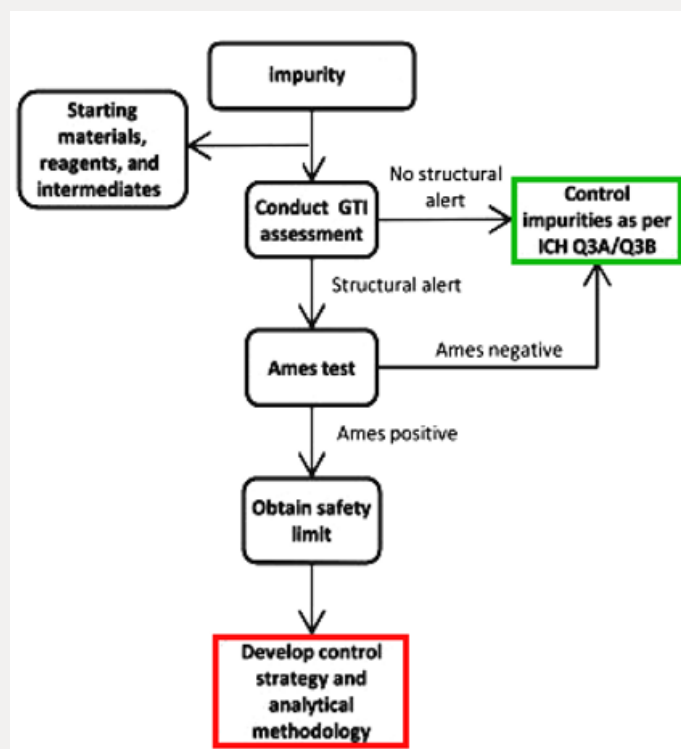 Impurity
Starting
materials,
reagents, and
intermediates
No structural
alert
Conduct GTI
assessment
Control
impurities as per
ICH Q3A/Q3B
Structural alert
Ames test
Ames negative
Ames positive
Obtain safety
limit
Develop control
strategy and
analytical
methodology